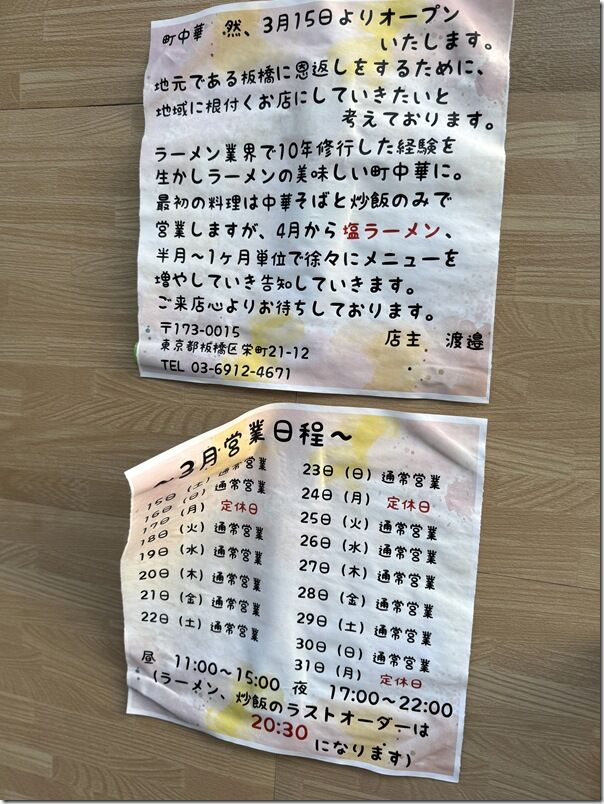 町中華 然、3月15日よりオープン
いたします。
地元である板橋に恩返しをするために、
地域に根付くお店にしていきたいと
考えております。
ラーメン業界で10年修行した経験を
生かしラーメンの美味しい町中華に。
最初の料理は中華そばと炒飯のみで
営業しますが、4月から塩ラーメン、
半月〜1ヶ月単位で徐々にメニューを
増やしていき告知していきます。
ご来店心よりお待ちしております。
〒173-0015
店主 渡邉
東京都板橋区栄町21-12
TEL 03-6912-4671
〜3月営業日程〜
15日（土）通常営業
16日（日）通常営業
17日（月）定休日
18日（火）通常営業
19日（水）通常営業
20日（木）通常営業
21日（金）通常営業
22日（土）通常営業
23日（日）通常営業
24日（月）定休日
25日（火）通常営業
26日（水）通常営業
27日（木）通常営業
28日（金）通常営業
29日（土）通常営業
30日（日）通常営業
31日（月）定休日
昼 11:00〜15:00 夜 17:00〜22:00
(ラーメン、炒飯のラストオーダーは
20:30
になります)